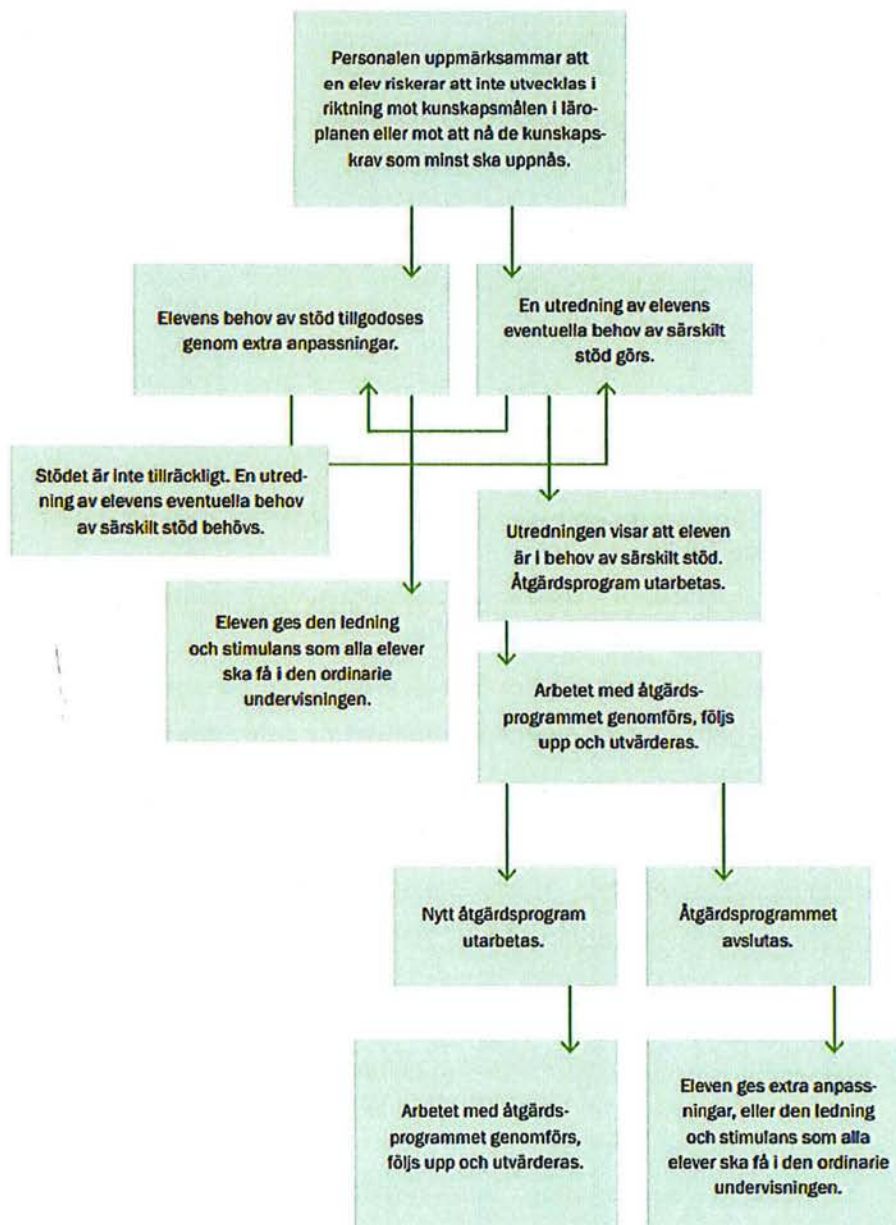 Personalen uppmärksammar att
en elev riskerar att inte utvecklas i
riktning mot kunskapsmålen i läro-
planen eller mot att nå de kunskaps-
krav som minst ska uppnås.
Elevens behov av stöd tillgodoses
genom extra anpassningar.
En utredning av elevens
eventuella behov av särskilt
stöd görs.
Stödet är inte tillräckligt. En utred-
ning av elevens eventuella behov
av särskilt stöd behövs.
Utredningen visar att eleven
är i behov av särskilt stöd.
Åtgärdsprogram utarbetas.
Eleven ges den ledning
och stimulans som alla elever
ska få i den ordinarie
undervisningen.
Arbetet med åtgärds-
programmet genomförs, följs
upp och utvärderas.
Nytt åtgärdsprogram
utarbetas.
Åtgärdsprogrammet
avslutas.
Arbetet med åtgärds-
programmet genomförs,
följs upp och utvärderas.
Eleven ges extra anpass-
ningar, eller den ledning
och stimulans som alla
elever ska få i den ordinarie
undervisningen.